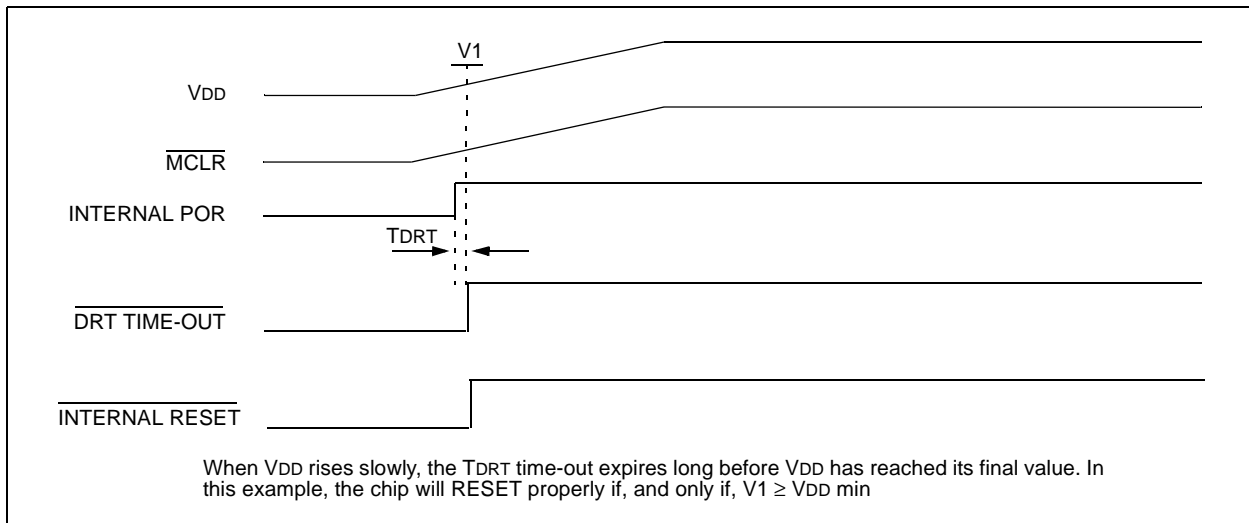 V1
VDD
MCLR
INTERNAL POR
TDRT
DRT TIME-OUT
INTERNAL RESET
When VDD rises slowly, the TDRT time-out expires long before VDD has reached its final value. In
this example, the chip will RESET properly if, and only if, V1 ≥ VDD min